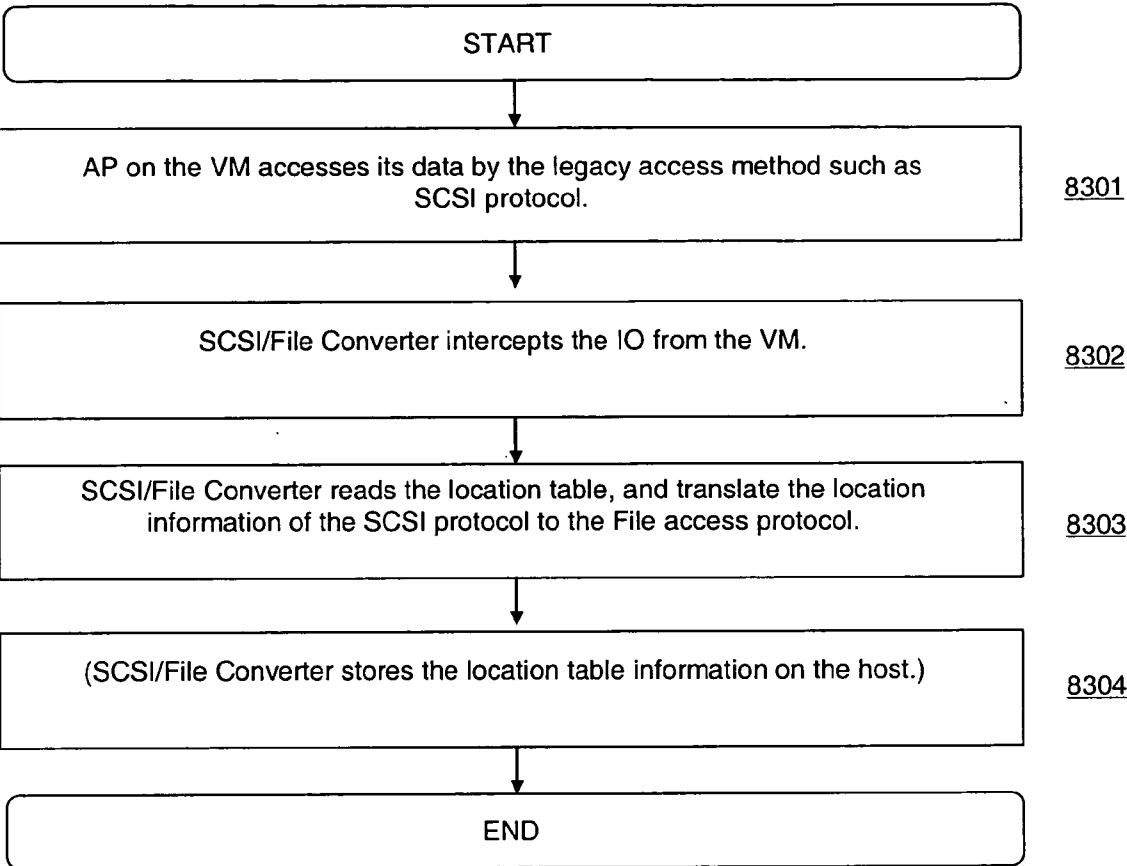 START
AP on the VM accesses its data by the legacy access method such as
SCSI protocol.
8301
SCSI/File Converter intercepts the IO from the VM.
8302
SCSI/File Converter reads the location table, and translate the location
information of the SCSI protocol to the File access protocol.
8303
(SCSI/File Converter stores the location table information on the host.)
8304
END